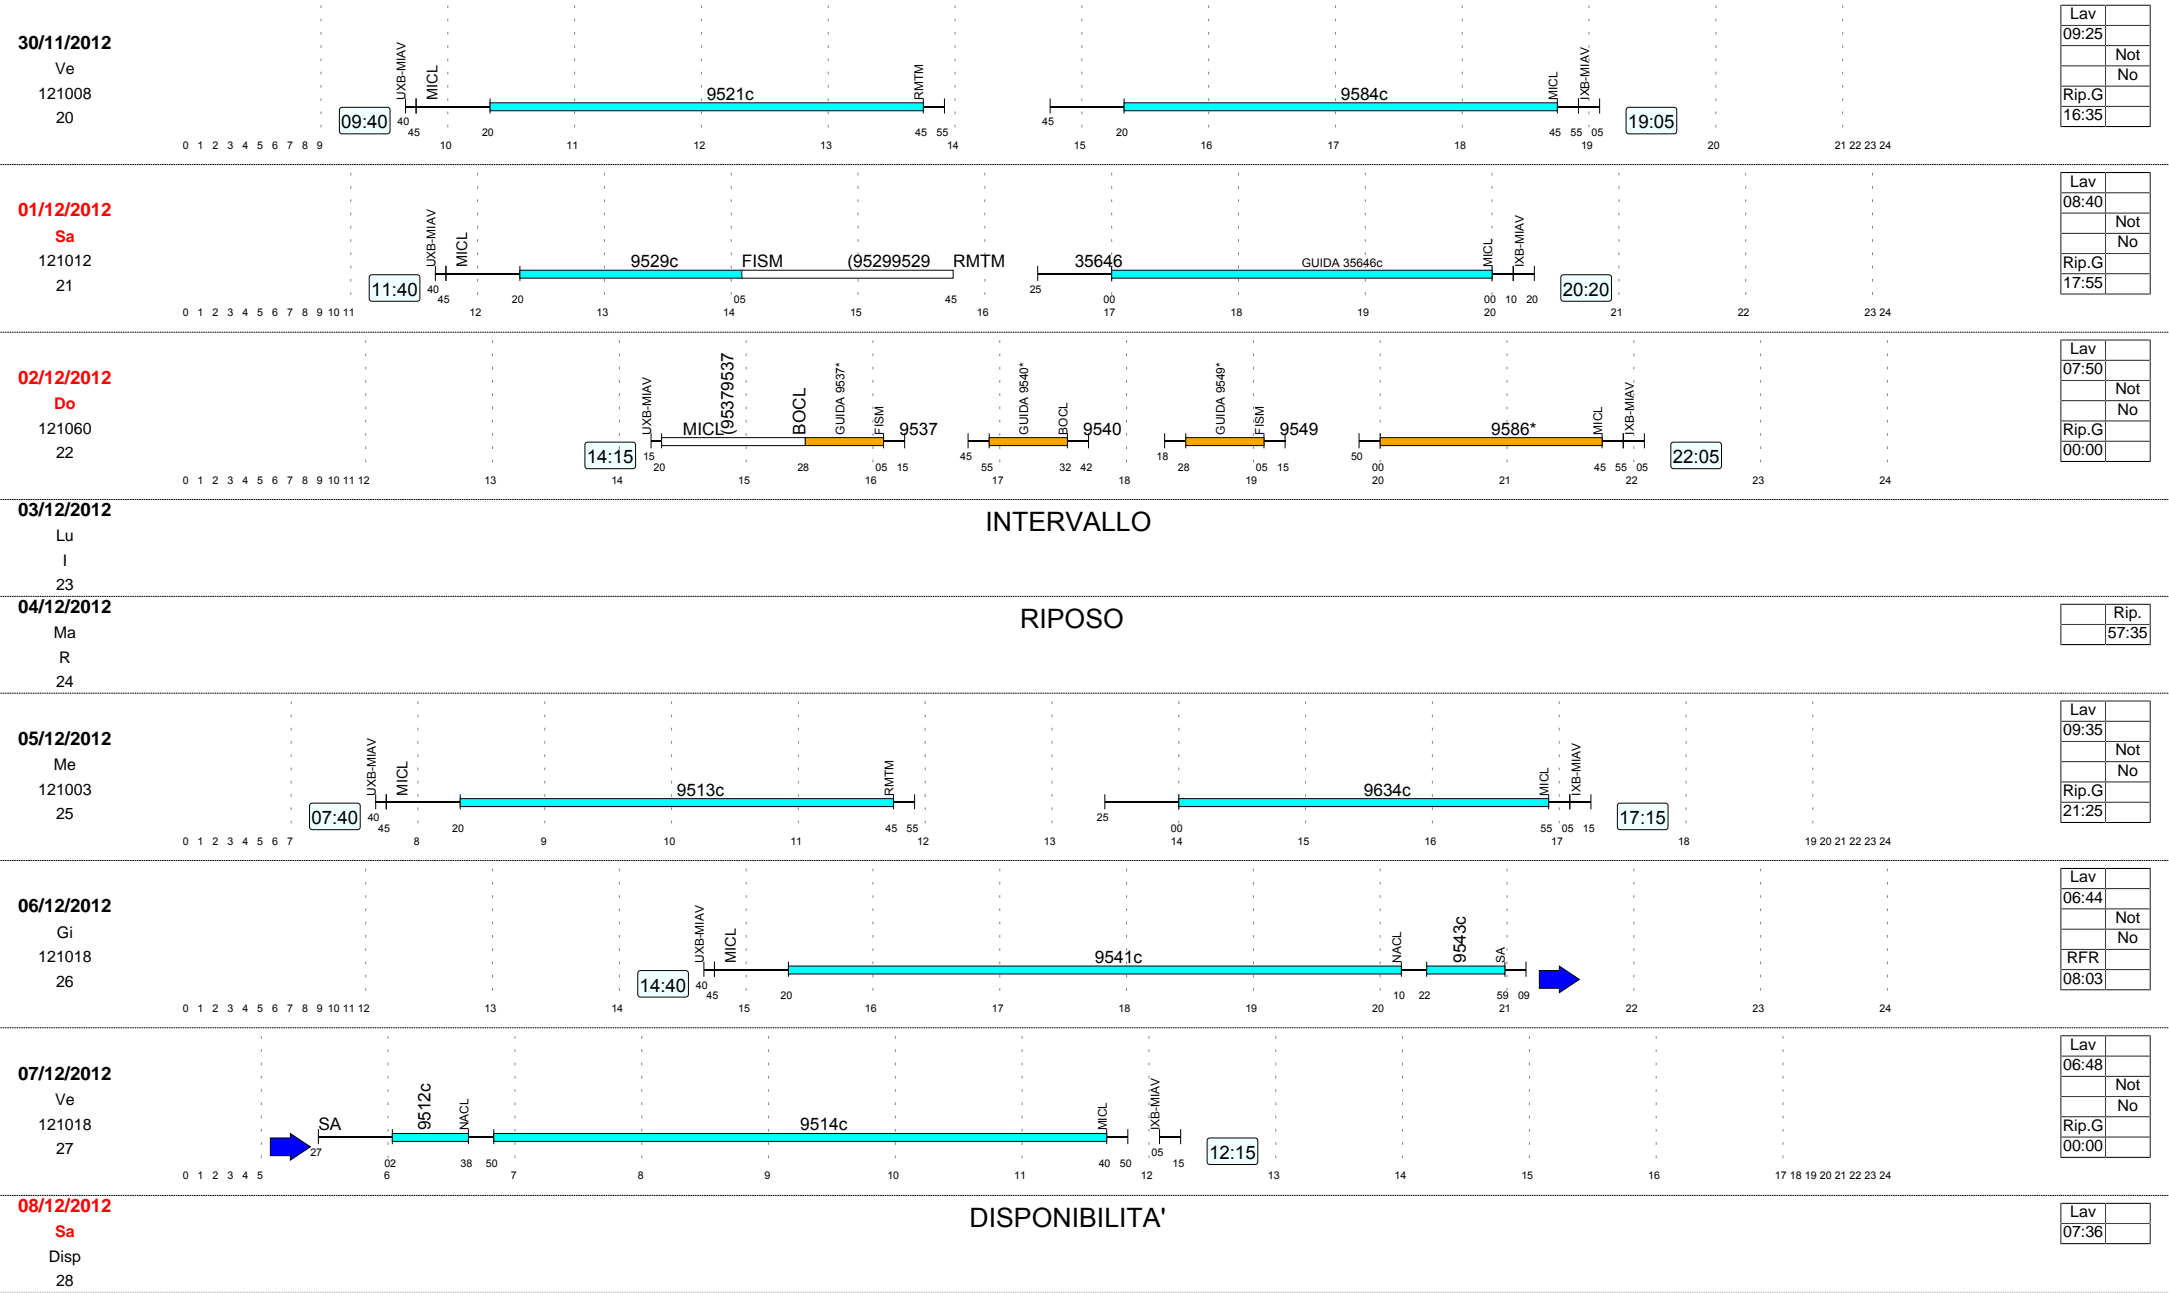 30/11/2012
Ve
121008
20
09:40
UXB-MIAV
MICL
9521c
RMTM
9584c
MICL
IXB-MIAV
19:05
40 45 20 45 55 45 20 45 55 05
0 1 2 3 4 5 6 7 8 9 10 11 12 13 14 15 16 17 18 19 20 21 22 23 24
Lav
09:25
Not
No
Rip.G
16:35
01/12/2012
Sa
121012
21
11:40
UXB-MIAV
MICL
9529c
FISM
(95299529
RMTM
35646
GUIDA 35646c
MICL
IXB-MIAV
20:20
40 45 20 05 45 25 00 00 10 20
0 1 2 3 4 5 6 7 8 9 10 11 12 13 14 15 16 17 18 19 20 21 22 23 24
Lav
08:40
Not
No
Rip.G
17:55
02/12/2012
Do
121060
22
14:15
UXB-MIAV
MICL
(95379537
BOCL
GUIDA 9537*
FISM
9537
GUIDA 9540*
BOCL
9540
GUIDA 9549*
FISM
9549
9586*
MICL
IXB-MIAV
22:05
15 20 28 05 15 45 55 32 42 18 28 05 15 50 00 45 55 05
0 1 2 3 4 5 6 7 8 9 10 11 12 13 14 15 16 17 18 19 20 21 22 23 24
Lav
07:50
Not
No
Rip.G
00:00
03/12/2012
Lu
I
23
INTERVALLO
04/12/2012
Ma
R
24
RIPOSO
Rip.
57:35
05/12/2012
Me
121003
25
07:40
UXB-MIAV
MICL
9513c
RMTM
9634c
MICL
IXB-MIAV
17:15
40 45 20 45 55 25 00 55 05 15
0 1 2 3 4 5 6 7 8 9 10 11 12 13 14 15 16 17 18 19 20 21 22 23 24
Lav
09:35
Not
No
Rip.G
21:25
06/12/2012
Gi
121018
26
14:40
UXB-MIAV
MICL
9541c
NACL
9543c
SA
40 45 20 10 22 59 09
0 1 2 3 4 5 6 7 8 9 10 11 12 13 14 15 16 17 18 19 20 21 22 23 24
Lav
06:44
Not
No
RFR
08:03
07/12/2012
Ve
121018
27
SA
9512c
NACL
9514c
MICL
IXB-MIAV
12:15
27 02 38 50 40 50 05 15
0 1 2 3 4 5 6 7 8 9 10 11 12 13 14 15 16 17 18 19 20 21 22 23 24
Lav
06:48
Not
No
Rip.G
00:00
08/12/2012
Sa
Disp
28
DISPONIBILITA'
Lav
07:36